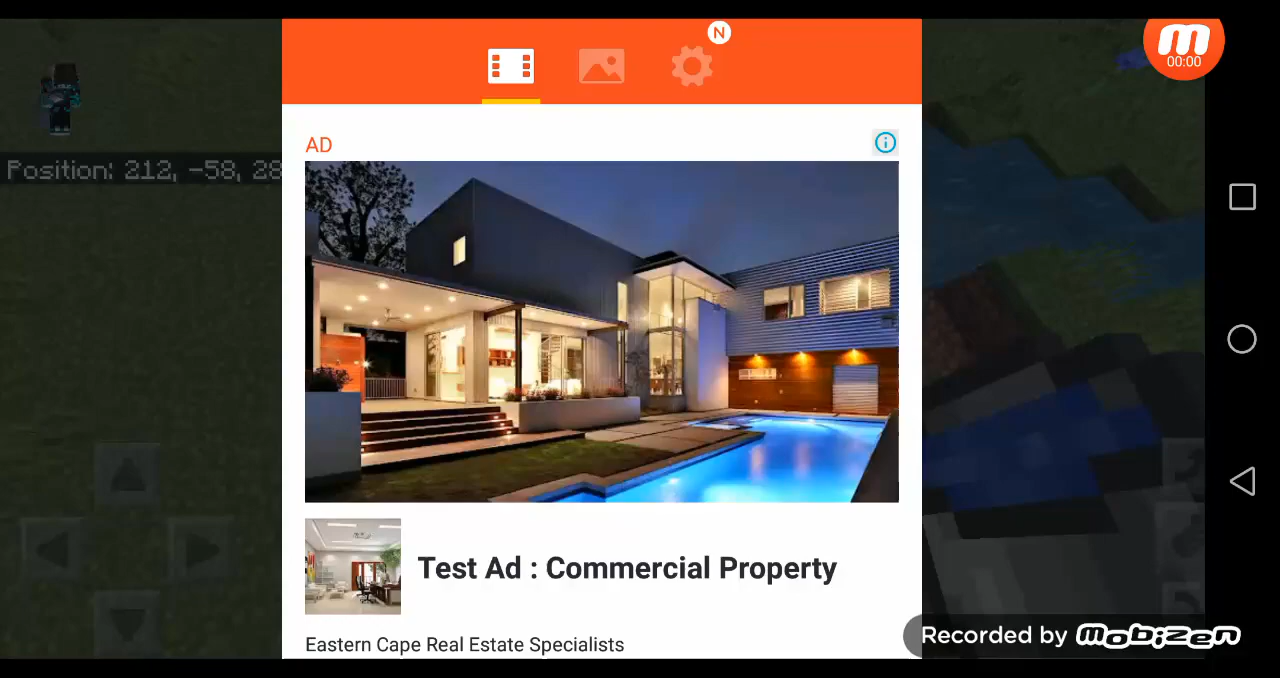 N
m
00:00
AD
Position: 212, -58, 28
Test Ad : Commercial Property
Eastern Cape Real Estate Specialists
Recorded by mobizen